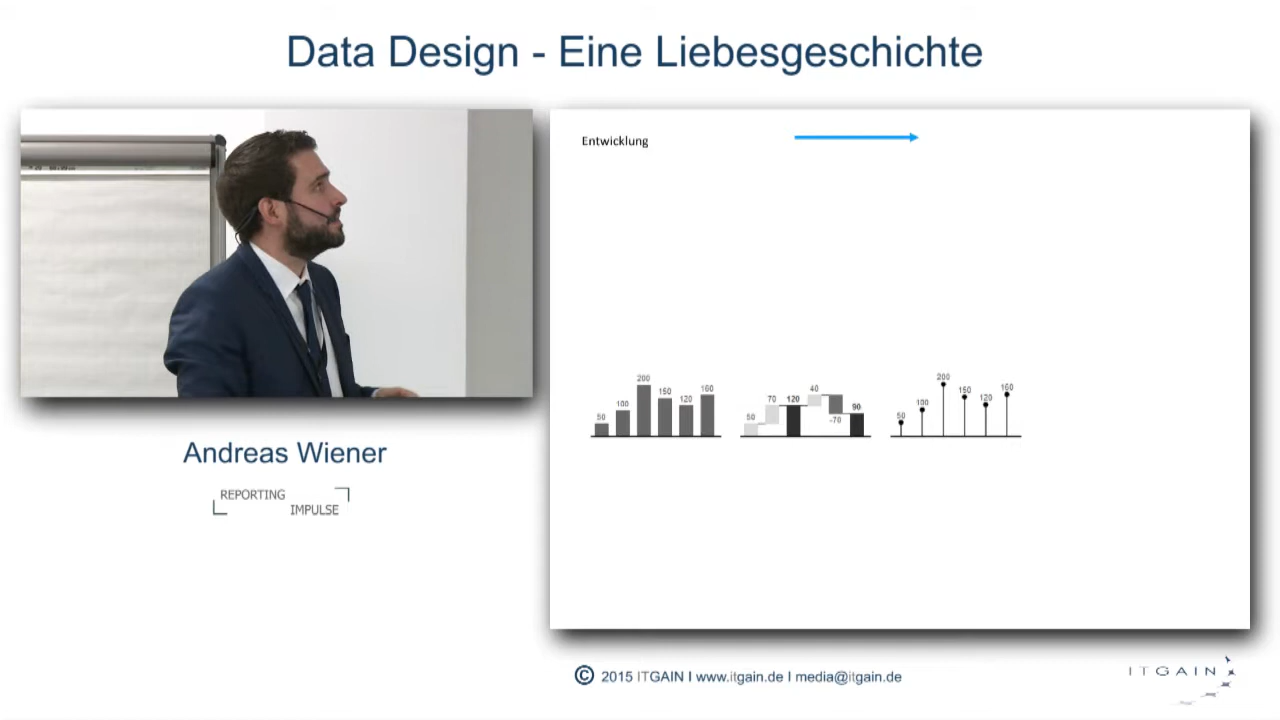 Data Design - Eine Liebesgeschichte
Entwicklung
50 100 200 150 120 160
50 70 120 40 -70 90
50 100 200 150 120 160
Andreas Wiener
REPORTING
IMPULSE
© 2015 ITGAIN I www.itgain.de I media@itgain.de
ITGAIN